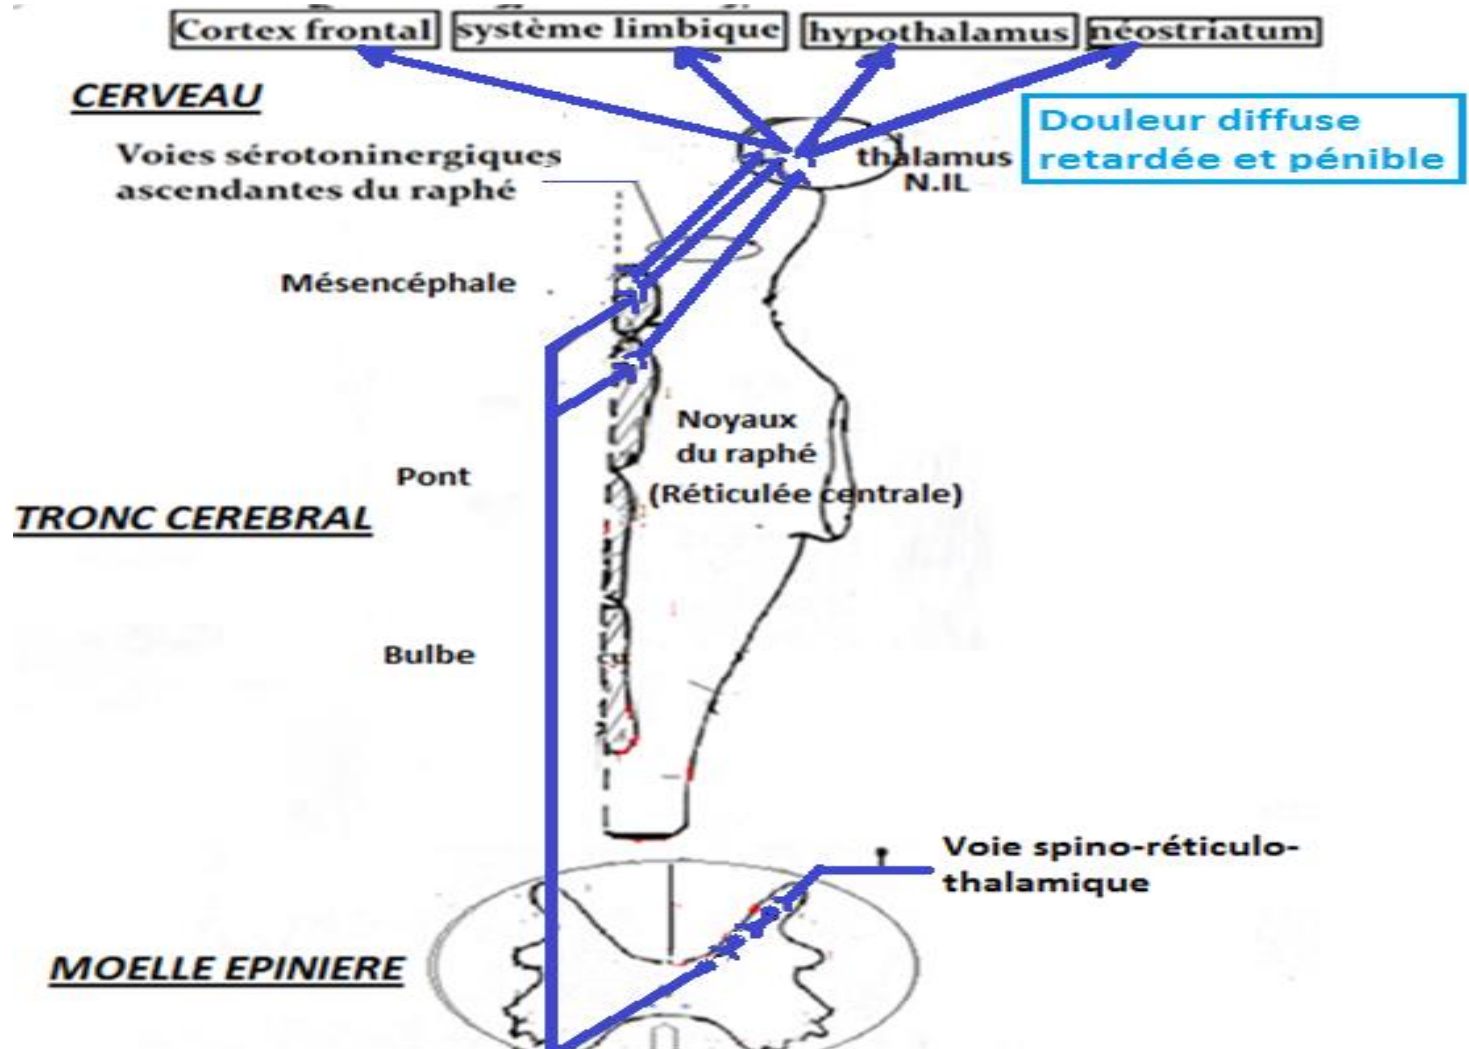 Cortex frontal
système limbique
hypothalamus
néostriatum
CERVEAU
Douleur diffuse
retardée et pénible
Voies sérotoninergiques
ascendantes du raphé
thalamus
N.IL
Mésencéphale
Noyaux
du raphé
(Réticulée centrale)
Pont
TRONC CEREBRAL
Bulbe
Voie spino-réticulo-
thalamique
MOELLE EPINIERE